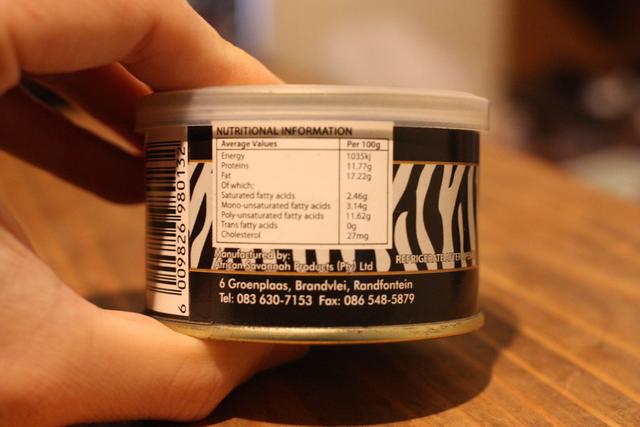 NUTRITIONAL INFORMATION
Average Values Per 100g
Energy 1035kj
Proteins 11.77g
Fat 17.22g
Of which:
Saturated fatty acids 2.46g
Mono-unsaturated fatty acids 3.14g
Poly-unsaturated fatty acids 11.62g
Trans fatty acids 0g
Cholesterol 27mg
Manufactured by:
African Savannah Products (Pty) Ltd
REFRIGERATE AFTER
6 Groenplaas, Brandvlei, Randfontein
Tel: 083 630-7153 Fax: 086 548-5879
6 009826 980132